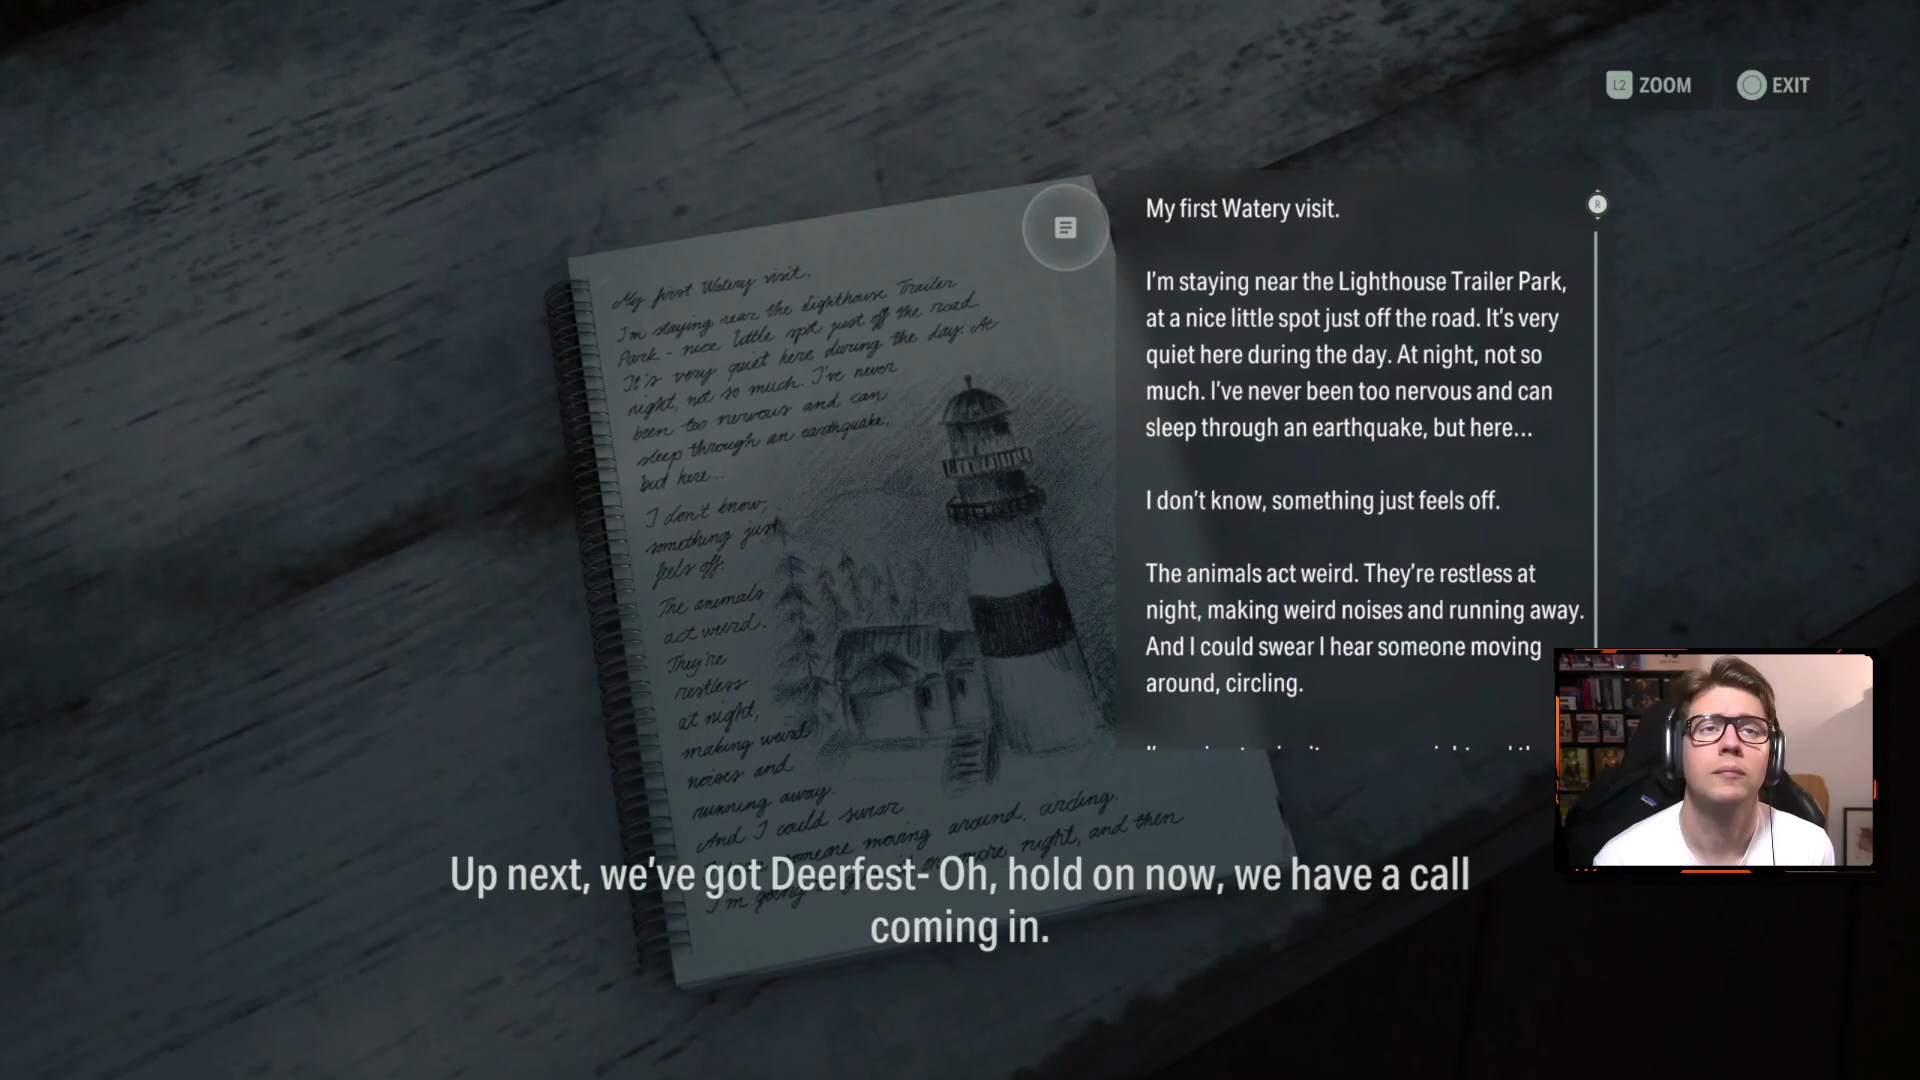 L2 ZOOM EXIT
My first Watery visit.
I'm staying near the Lighthouse Trailer
Park - nice little spot just off the road.
It's very quiet here during the day. At
night, not so much. I've never
been too nervous and can
sleep through an earthquake,
but here...
I don't know,
something just
feels off.
The animals
act weird.
They're
restless
at night,
making weird
noises and
running away.
And I could swear
someone moving around, circling.
I'm going more night, and then
R
My first Watery visit.
I'm staying near the Lighthouse Trailer Park,
at a nice little spot just off the road. It's very
quiet here during the day. At night, not so
much. I've never been too nervous and can
sleep through an earthquake, but here...
I don't know, something just feels off.
The animals act weird. They're restless at
night, making weird noises and running away.
And I could swear I hear someone moving
around, circling.
Up next, we've got Deerfest- Oh, hold on now, we have a call
coming in.